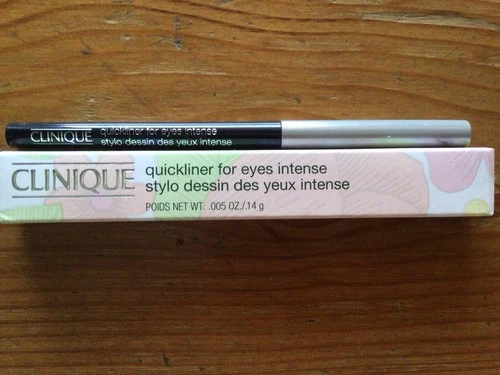 CLINIQUE
quickliner for eyes intense
stylo dessin des yeux intense
CLINIQUE
quickliner for eyes intense
stylo dessin des yeux intense
POIDS NET WT. .005 OZ./.14 g